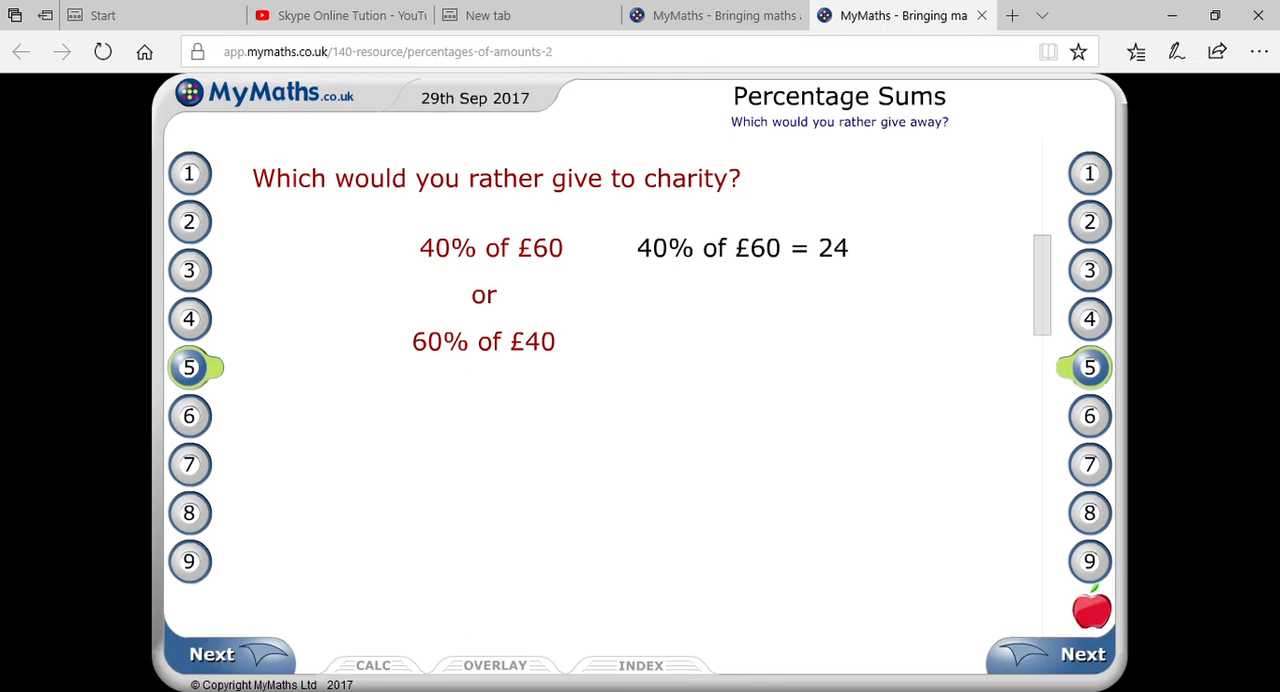 Start
Skype Online Tution - YouTu
New tab
MyMaths - Bringing maths a
MyMaths - Bringing ma
app.mymaths.co.uk/140-resource/percentages-of-amounts-2
MyMaths.co.uk
29th Sep 2017
Percentage Sums
Which would you rather give away?
Which would you rather give to charity?
40% of £60
40% of £60 = 24
or
60% of £40
1
2
3
4
5
6
7
8
9
1
2
3
4
5
6
7
8
9
Next
CALC
OVERLAY
INDEX
Next
© Copyright MyMaths Ltd 2017